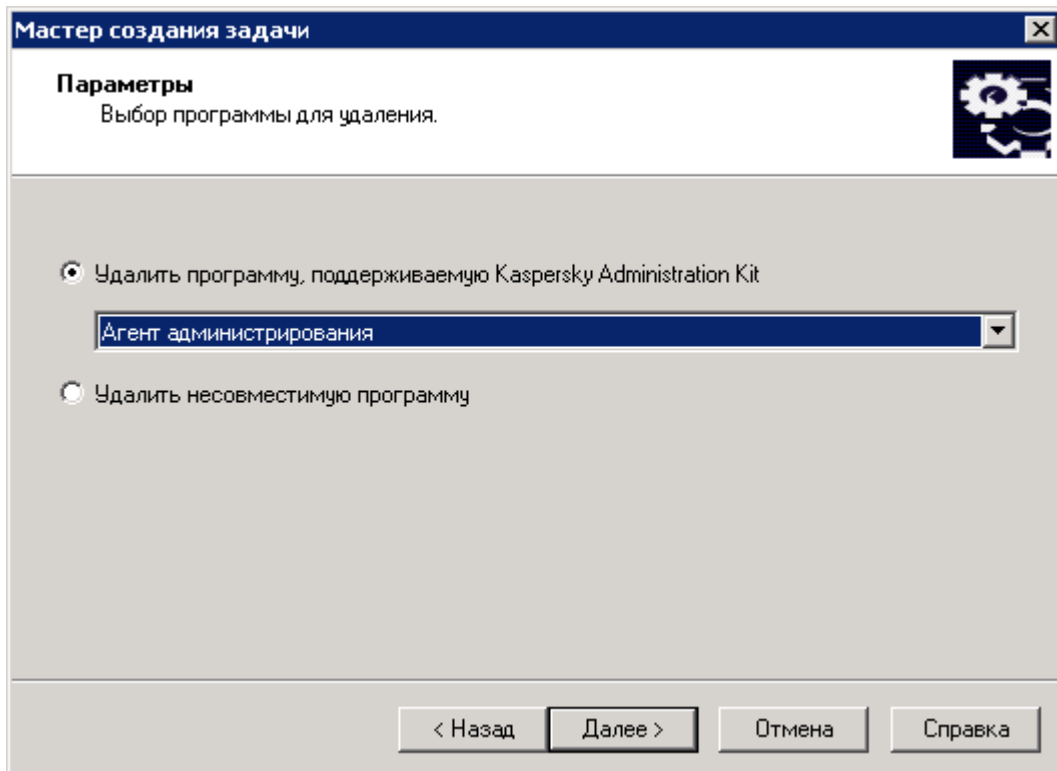 Мастер создания задачи
Параметры
Выбор программы для удаления.
Удалить программу, поддерживаемую Kaspersky Administration Kit
Агент администрирования
Удалить несовместимую программу
< Назад
Далее >
Отмена
Справка